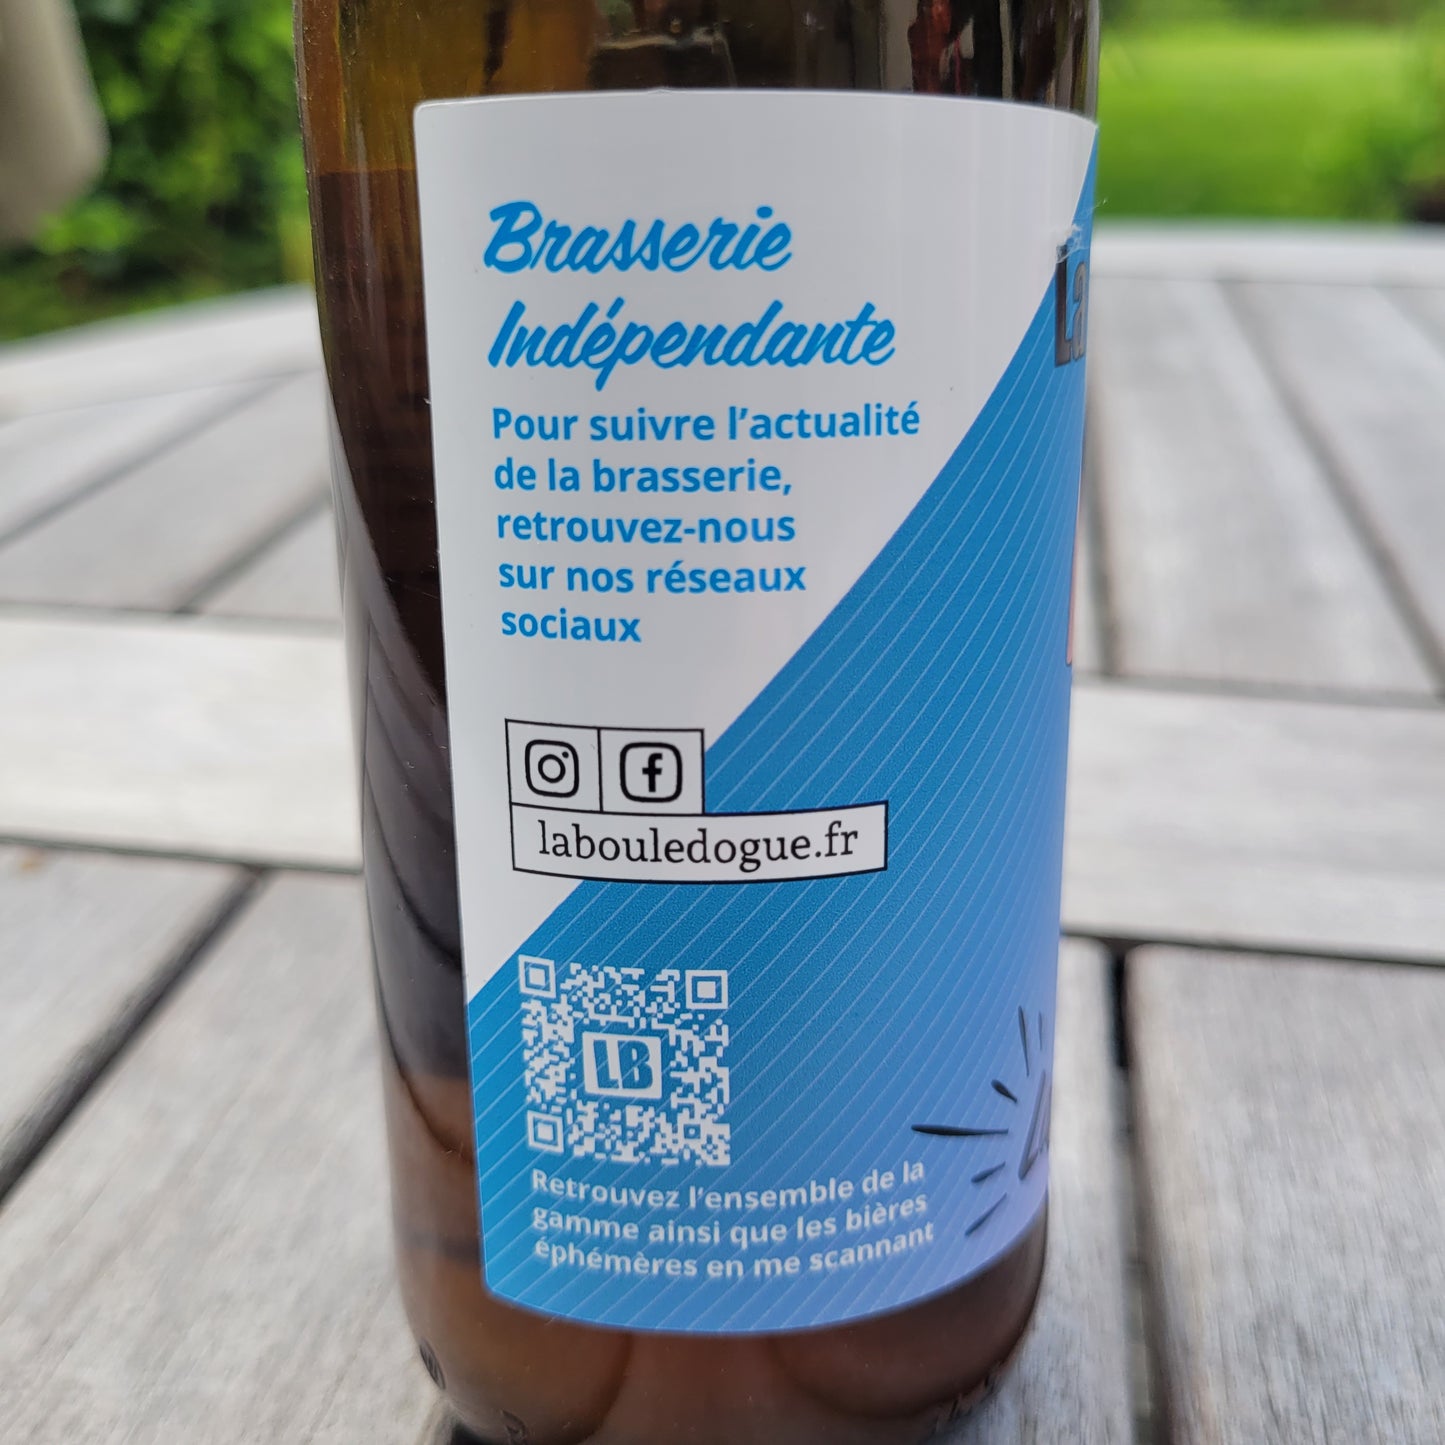 Brasserie
Indépendante
Pour suivre l'actualité
de la brasserie,
retrouvez-nous
sur nos réseaux
sociaux
labouledogue.fr
LB
Retrouvez l'ensemble de la
gamme ainsi que les bières
éphémères en me scannant
La